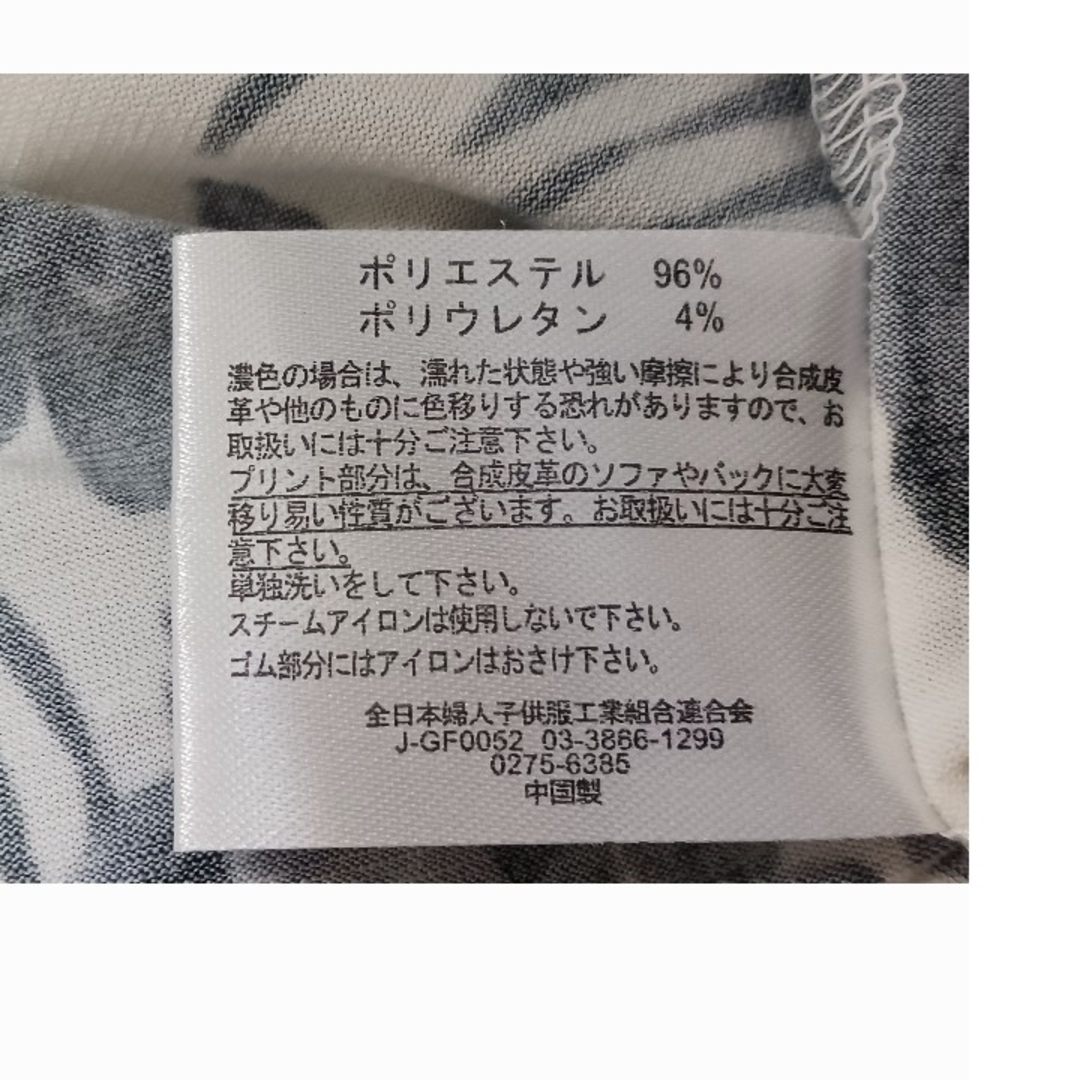 ポリエステル 96%
ポリウレタン 4%
濃色の場合は、濡れた状態や強い摩擦により合成皮
革や他のものに色移りする恐れがありますので、お
取扱いには十分ご注意下さい。
プリント部分は、合成皮革のソファやバックに大変
移り易い性質がございます。お取扱いには十分ご注
意下さい。
単独洗いをして下さい。
スチームアイロンは使用しないで下さい。
ゴム部分にはアイロンはおさけ下さい。
全日本婦人子供服工業組合連合会
J-GF0052 03-3866-1299
0275-6385
中国製